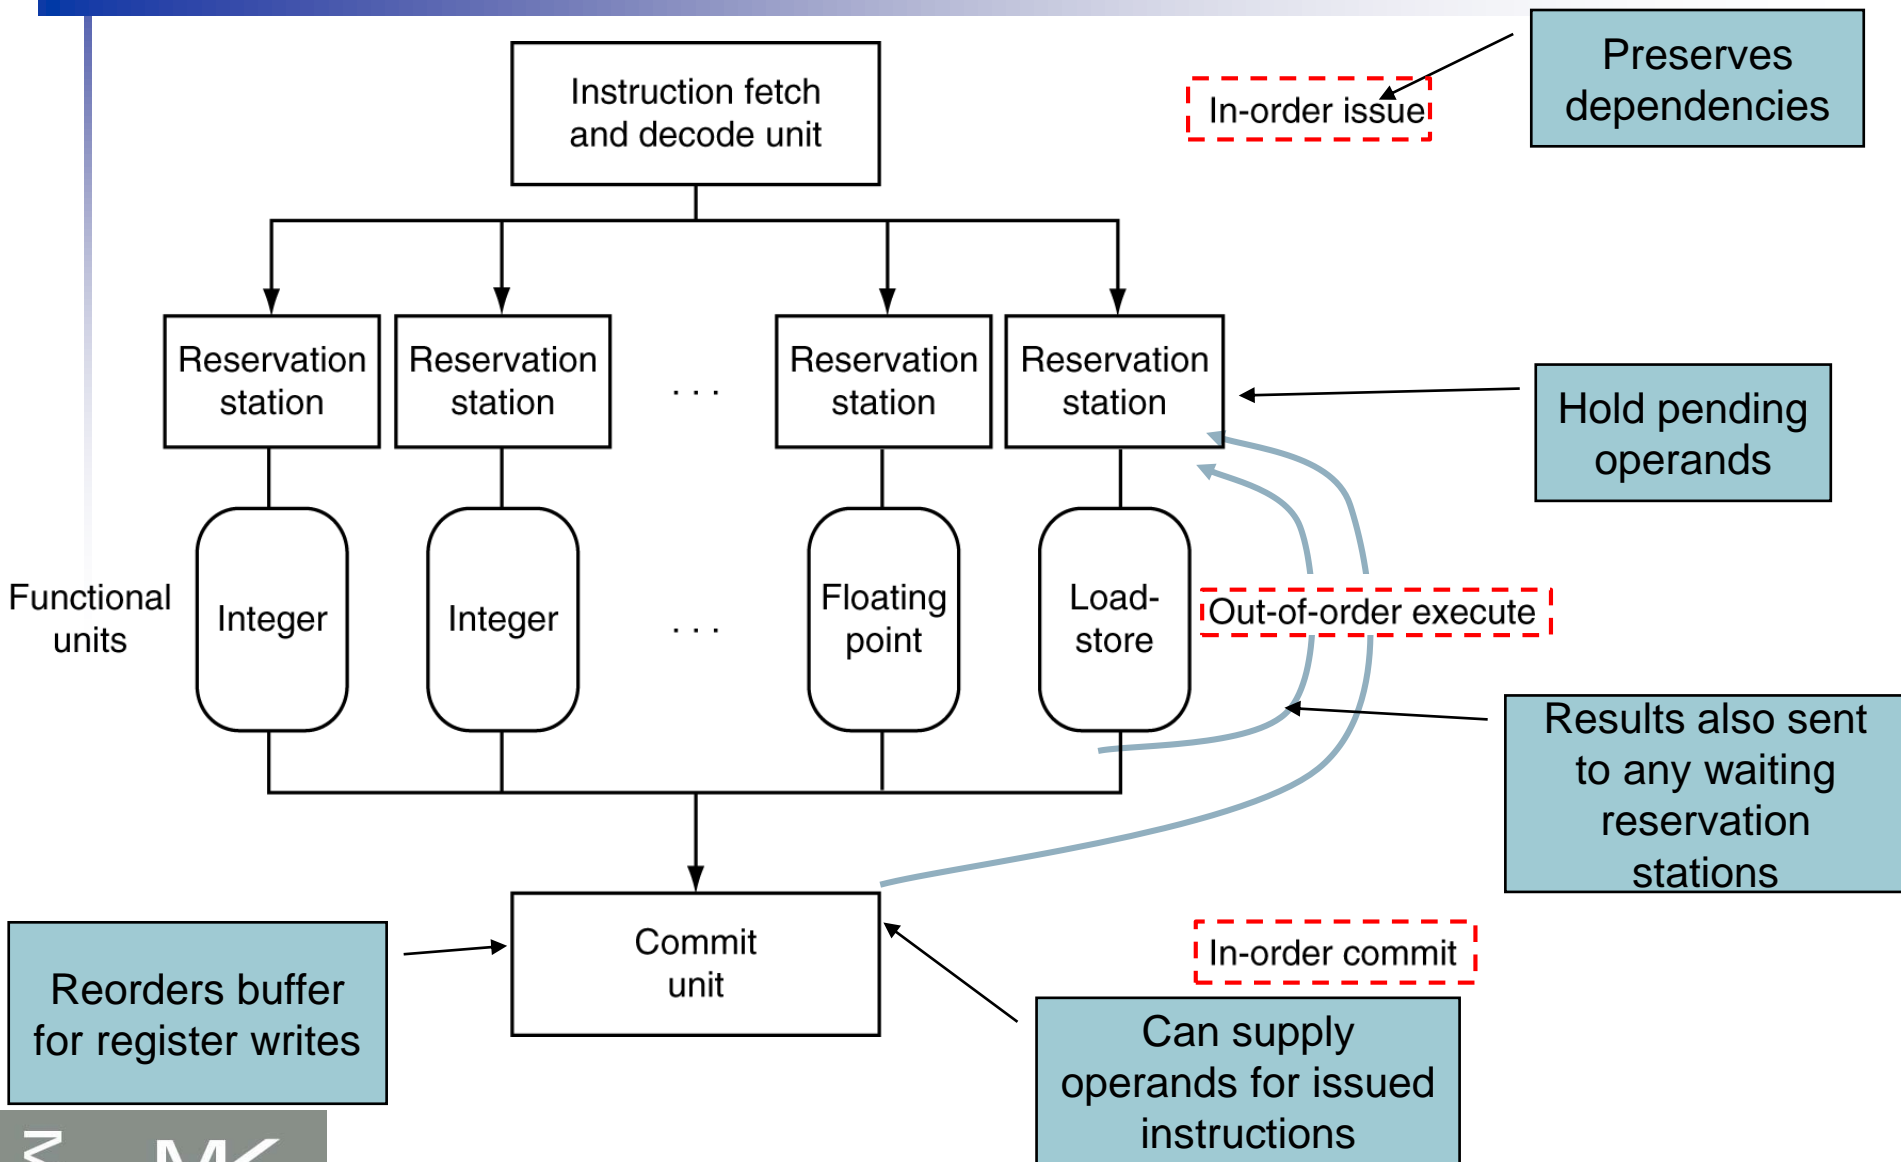 Instruction fetch
and decode unit
In-order issue
Preserves
dependencies
Reservation
station
Reservation
station
. . .
Reservation
station
Reservation
station
Hold pending
operands
Functional
units
Integer
Integer
. . .
Floating
point
Load-
store
Out-of-order execute
Results also sent
to any waiting
reservation
stations
Reorders buffer
for register writes
Commit
unit
In-order commit
Can supply
operands for issued
instructions
M
MK